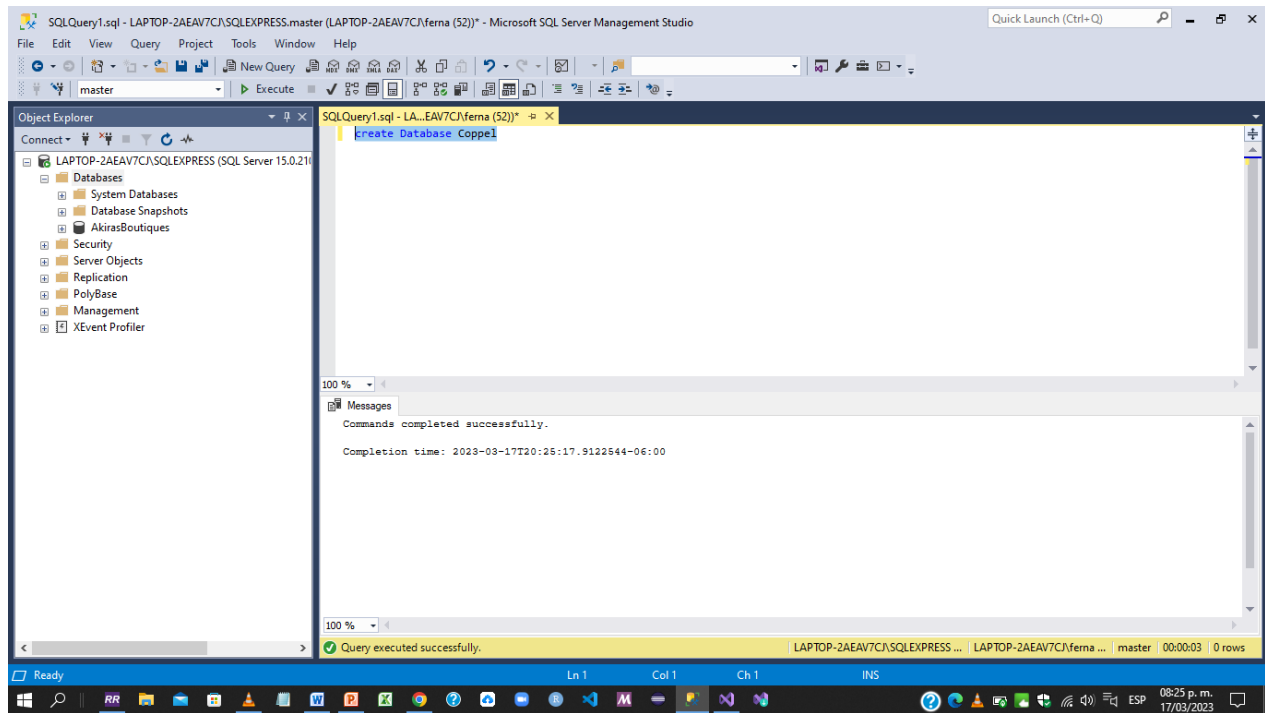 SQLQuery1.sql - LAPTOP-2AEAV7CJ\SQLEXPRESS.master (LAPTOP-2AEAV7CJ\ferna (52))* - Microsoft SQL Server Management Studio
Quick Launch (Ctrl+Q)
File Edit View Query Project Tools Window Help
New Query
master
Execute
Object Explorer
SQLQuery1.sql - LA...EAV7CJ\ferna (52))*
Connect
create Database Coppel
LAPTOP-2AEAV7CJ\SQLEXPRESS (SQL Server 15.0.210
Databases
System Databases
Database Snapshots
AkirasBoutiques
Security
Server Objects
Replication
PolyBase
Management
XEvent Profiler
100 %
Messages
Commands completed successfully.
Completion time: 2023-03-17T20:25:17.9122544-06:00
100 %
Query executed successfully.
LAPTOP-2AEAV7CJ\SQLEXPRESS ... LAPTOP-2AEAV7CJ\ferna ... master 00:00:03 0 rows
Ready
Ln 1 Col 1 Ch 1 INS
RR
ESP
08:25 p. m.
17/03/2023